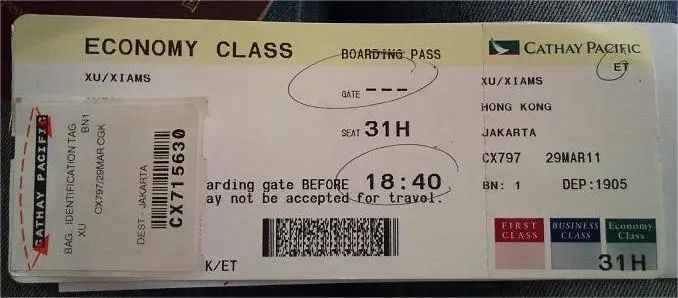 ECONOMY CLASS
BOARDING PASS
XU/XIAMS
GATE ---
SEAT 31H
arding gate BEFORE 18:40
ay not be accepted for travel.
K/ET
CATHAY PACIFIC
BAG. IDENTIFICATION TAG
XU BN1
CX797/29MAR CGK
DEST-JAKARTA
CX715630
CATHAY PACIFIC
ET
XU/XIAMS
HONG KONG
JAKARTA
CX797 29MAR11
BN: 1 DEP:1905
FIRST CLASS
BUSINESS CLASS
Economy Class
31H